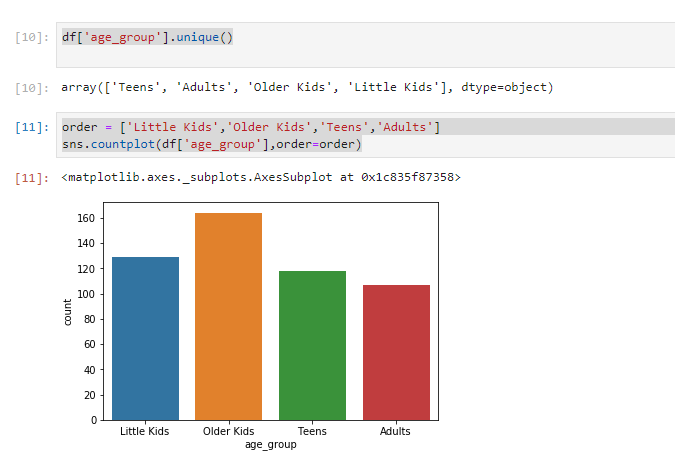 [10]: df['age_group'].unique()
[10]: array(['Teens', 'Adults', 'Older Kids', 'Little Kids'], dtype=object)
[11]: order = ['Little Kids','Older Kids','Teens','Adults']
sns.countplot(df['age_group'],order=order)
[11]: <matplotlib.axes._subplots.AxesSubplot at 0x1c835f87358>
160
140
120
100
80
60
40
20
0
count
Little Kids Older Kids Teens Adults
age_group